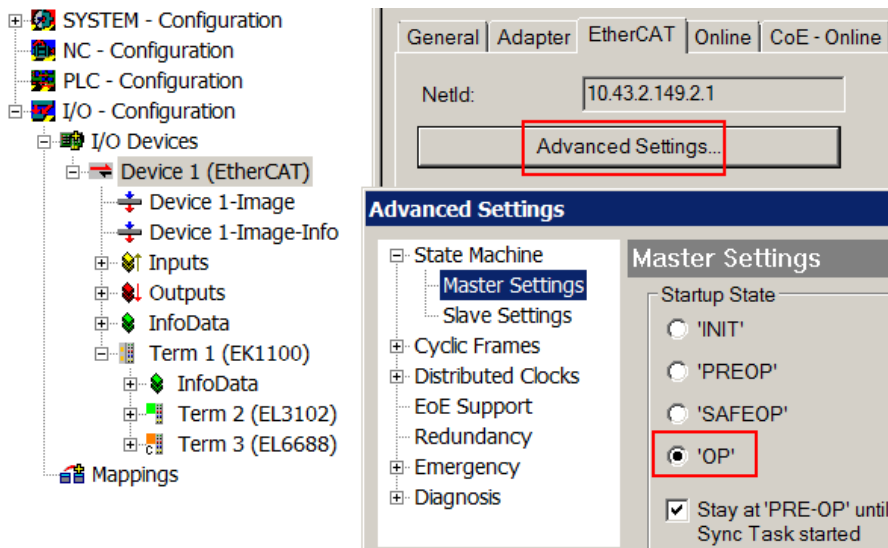 SYSTEM - Configuration
NC - Configuration
PLC - Configuration
I/O - Configuration
I/O Devices
Device 1 (EtherCAT)
Device 1-Image
Device 1-Image-Info
Inputs
Outputs
InfoData
Term 1 (EK1100)
InfoData
Term 2 (EL3102)
Term 3 (EL6688)
Mappings
General Adapter EtherCAT Online CoE - Online
NetId: 10.43.2.149.2.1
Advanced Settings...
Advanced Settings
State Machine
Master Settings
Slave Settings
Cyclic Frames
Distributed Clocks
EoE Support
Redundancy
Emergency
Diagnosis
Master Settings
Startup State
'INIT'
'PREOP'
'SAFEOP'
'OP'
Stay at 'PRE-OP' until
Sync Task started